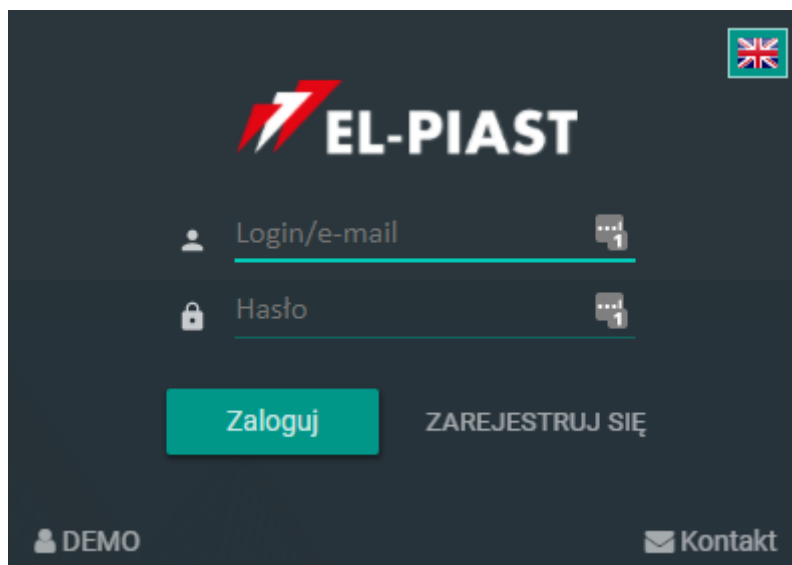 EL-PIAST
Login/e-mail
Hasło
Zaloguj
ZAREJESTRUJ SIĘ
DEMO
Kontakt